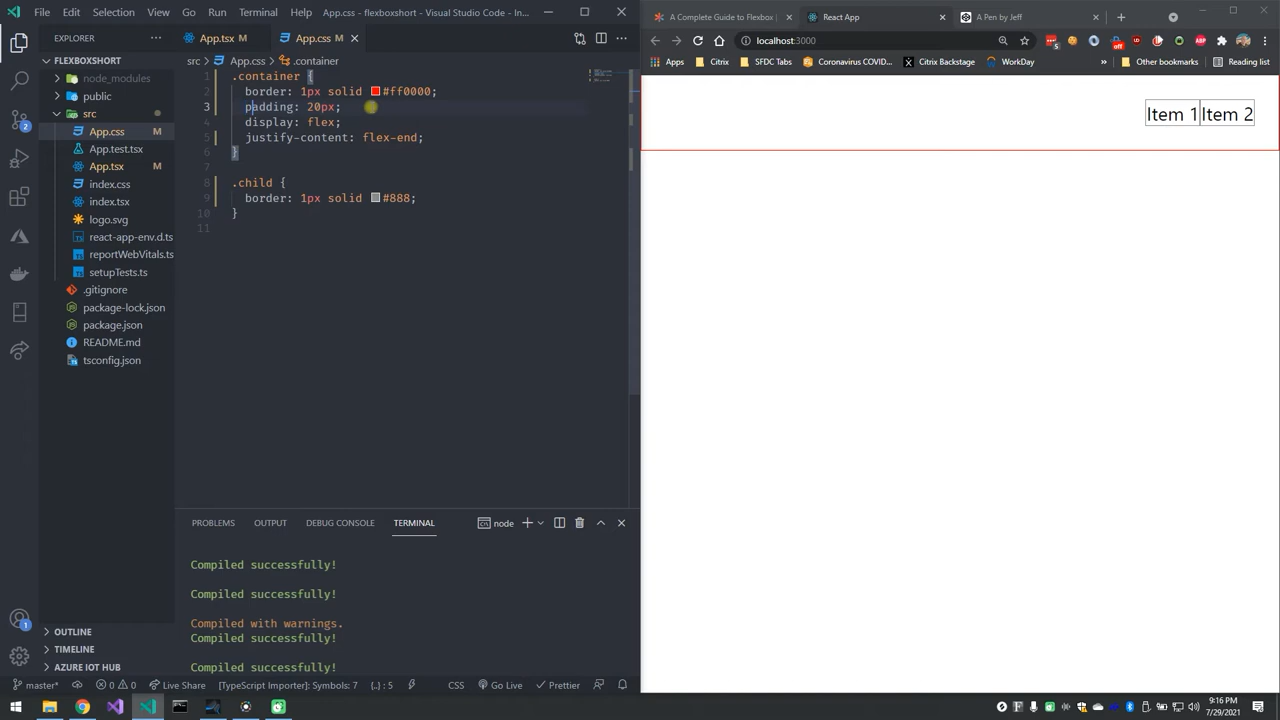 File Edit Selection View Go Run Terminal Help App.css - flexboxshort - Visual Studio Code - In...
EXPLORER
FLEXBOXSHORT
node_modules
public
src
App.css
App.test.tsx
App.tsx M
index.css
index.tsx
logo.svg
react-app-env.d.ts
reportWebVitals.ts
setupTests.ts
.gitignore
package-lock.json
package.json
README.md
tsconfig.json
OUTLINE
TIMELINE
AZURE IOT HUB
2
1
App.tsx M App.css M
src > App.css > .container
1 .container {
2 border: 1px solid #ff0000;
3 padding: 20px;
4 display: flex;
5 justify-content: flex-end;
6 }
7
8 .child {
9 border: 1px solid #888;
10 }
11
PROBLEMS OUTPUT DEBUG CONSOLE TERMINAL node
Compiled successfully!
Compiled successfully!
Compiled with warnings.
Compiled successfully!
Compiled successfully!
master* 0 0 Live Share [TypeScript Importer]: Symbols: 7 {..} : 5 CSS Go Live Prettier
A Complete Guide to Flexbox React App A Pen by Jeff
localhost:3000
Apps Citrix SFDC Tabs Coronavirus COVID... Citrix Backstage WorkDay » Other bookmarks Reading list
Item 1 Item 2
9:16 PM
7/29/2021